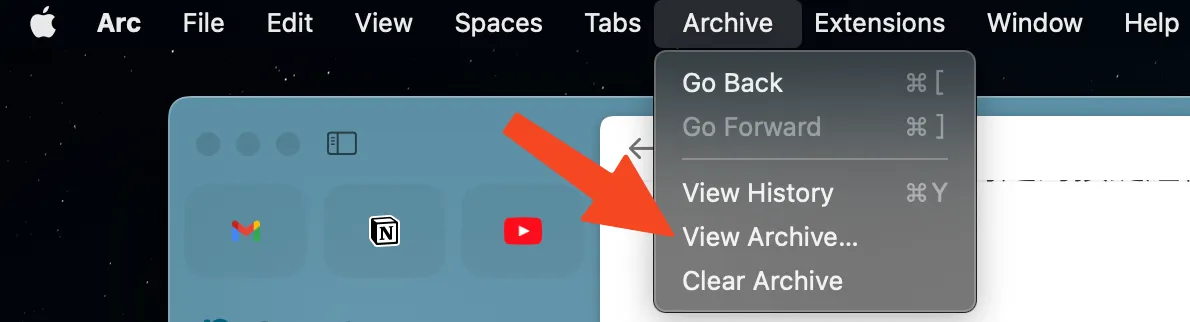 Arc File Edit View Spaces Tabs Archive Extensions Window Help
Go Back ⌘ [
Go Forward ⌘ ]
View History ⌘ Y
N
View Archive...
Clear Archive